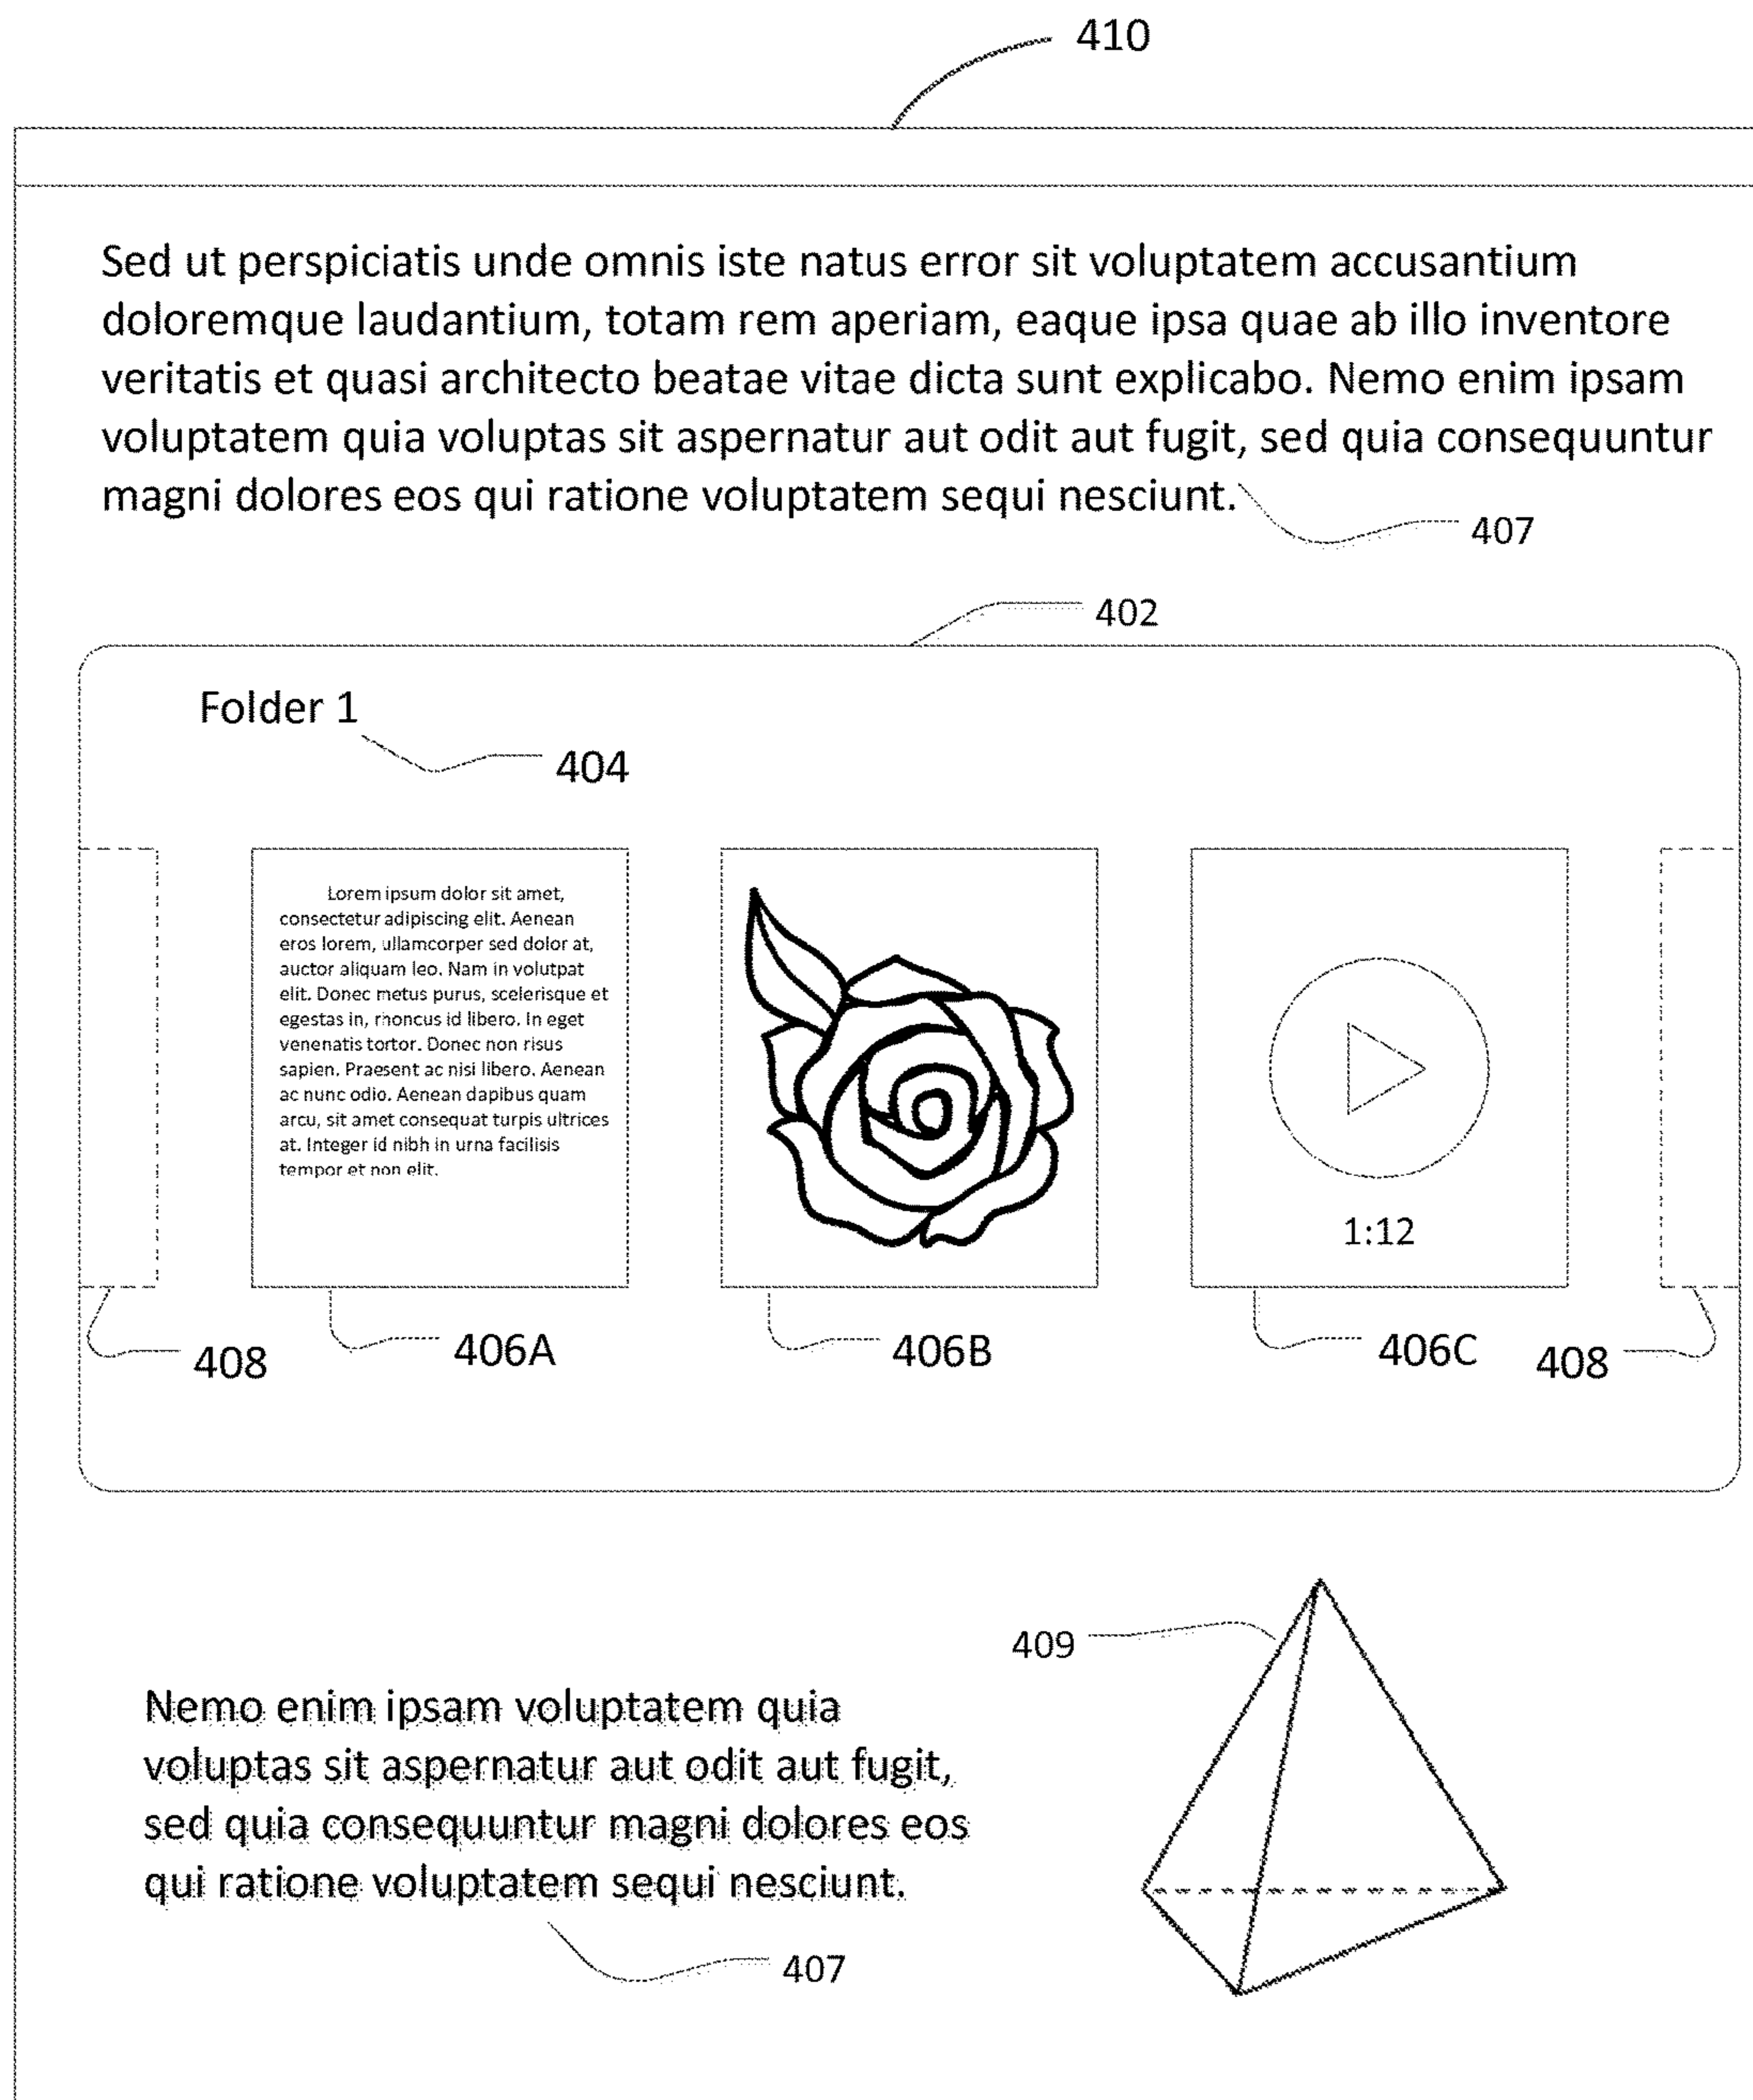 410
Sed ut perspiciatis unde omnis iste natus error sit voluptatem accusantium
doloremque laudantium, totam rem aperiam, eaque ipsa quae ab illo inventore
veritatis et quasi architecto beatae vitae dicta sunt explicabo. Nemo enim ipsam
voluptatem quia voluptas sit aspernatur aut odit aut fugit, sed quia consequuntur
magni dolores eos qui ratione voluptatem sequi nesciunt.
407
402
Folder 1
404
Lorem ipsum dolor sit amet,
consectetur adipiscing elit. Aenean
eros lorem, ullamcorper sed dolor at,
auctor aliquam leo. Nam in volutpat
elit. Donec metus purus, scelerisque et
egestas in, rhoncus id libero. In eget
venenatis tortor. Donec non risus
sapien. Praesent ac nisi libero. Aenean
ac nunc odio. Aenean dapibus quam
arcu, sit amet consequat turpis ultrices
at. Integer id nibh in urna facilisis
tempor et non elit.
1:12
408
406A
406B
406C
408
409
Nemo enim ipsam voluptatem quia
voluptas sit aspernatur aut odit aut fugit,
sed quia consequuntur magni dolores eos
qui ratione voluptatem sequi nesciunt.
407